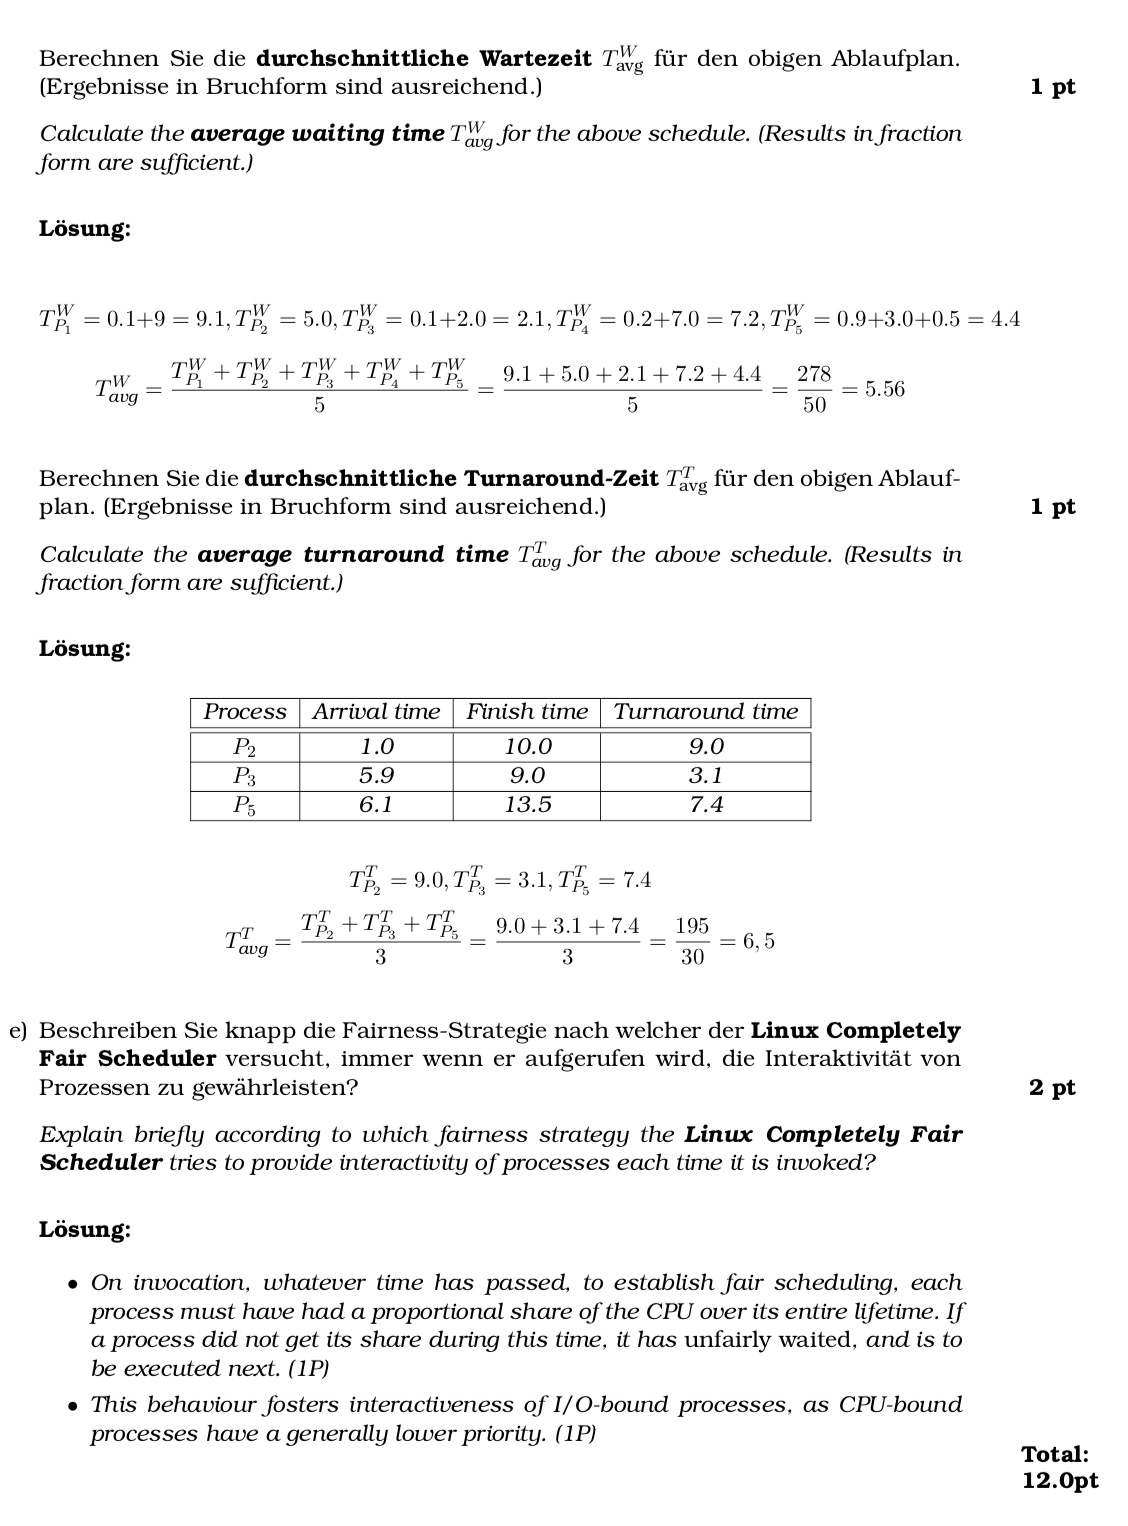 Berechnen Sie die durchschnittliche Wartezeit $T^W_{\text{avg}}$ für den obigen Ablaufplan.
(Ergebnisse in Bruchform sind ausreichend.) 1 pt
Calculate the average waiting time $T^W_{avg}$ for the above schedule. (Results in fraction
form are sufficient.)
Lösung:
$T^W_{P_1} = 0.1+9 = 9.1, T^W_{P_2} = 5.0, T^W_{P_3} = 0.1+2.0 = 2.1, T^W_{P_4} = 0.2+7.0 = 7.2, T^W_{P_5} = 0.9+3.0+0.5 = 4.4$
$T^W_{avg} = \frac{T^W_{P_1} + T^W_{P_2} + T^W_{P_3} + T^W_{P_4} + T^W_{P_5}}{5} = \frac{9.1 + 5.0 + 2.1 + 7.2 + 4.4}{5} = \frac{278}{50} = 5.56$
Berechnen Sie die durchschnittliche Turnaround-Zeit $T^T_{\text{avg}}$ für den obigen Ablauf-
plan. (Ergebnisse in Bruchform sind ausreichend.) 1 pt
Calculate the average turnaround time $T^T_{avg}$ for the above schedule. (Results in
fraction form are sufficient.)
Lösung:
Process Arrival time Finish time Turnaround time
$P_2$ 1.0 10.0 9.0
$P_3$ 5.9 9.0 3.1
$P_5$ 6.1 13.5 7.4
$T^T_{P_2} = 9.0, T^T_{P_3} = 3.1, T^T_{P_5} = 7.4$
$T^T_{avg} = \frac{T^T_{P_2} + T^T_{P_3} + T^T_{P_5}}{3} = \frac{9.0 + 3.1 + 7.4}{3} = \frac{195}{30} = 6,5$
e) Beschreiben Sie knapp die Fairness-Strategie nach welcher der Linux Completely
Fair Scheduler versucht, immer wenn er aufgerufen wird, die Interaktivität von
Prozessen zu gewährleisten? 2 pt
Explain briefly according to which fairness strategy the Linux Completely Fair
Scheduler tries to provide interactivity of processes each time it is invoked?
Lösung:
• On invocation, whatever time has passed, to establish fair scheduling, each
process must have had a proportional share of the CPU over its entire lifetime. If
a process did not get its share during this time, it has unfairly waited, and is to
be executed next. (1P)
• This behaviour fosters interactiveness of I/O-bound processes, as CPU-bound
processes have a generally lower priority. (1P)
Total:
12.0pt